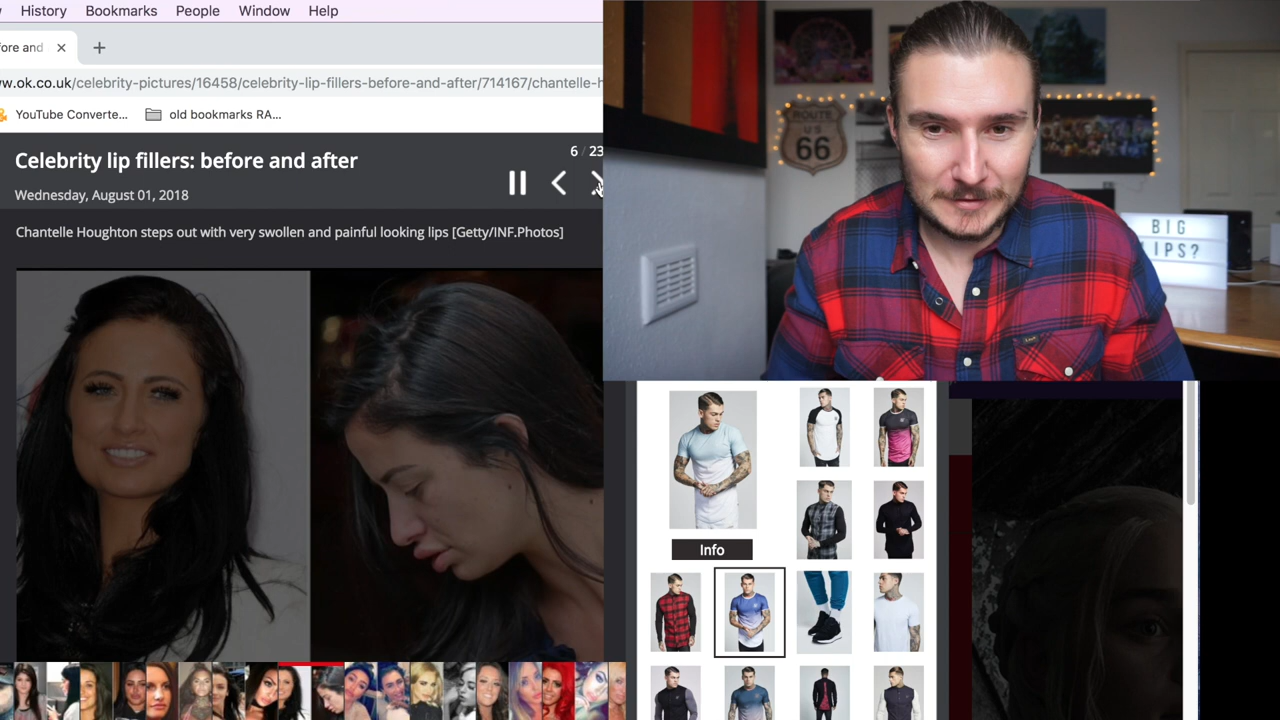 History Bookmarks People Window Help
fore and
w.ok.co.uk/celebrity-pictures/16458/celebrity-lip-fillers-before-and-after/714167/chantelle-h
YouTube Converte... old bookmarks RA...
Celebrity lip fillers: before and after
6 / 23
Wednesday, August 01, 2018
Chantelle Houghton steps out with very swollen and painful looking lips [Getty/INF.Photos]
ROUTE
US
66
BIG
LIPS?
Info